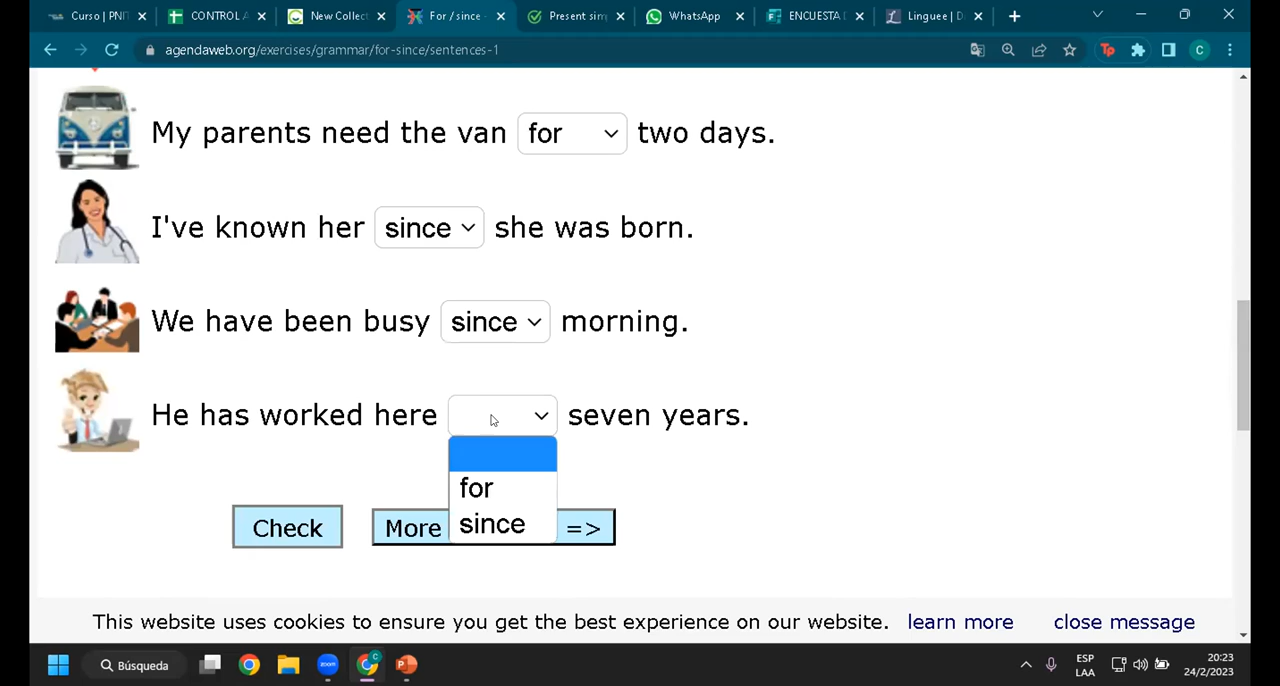 Curso | PNI
CONTROL A
New Collec
For / since -
Present sim
WhatsApp
ENCUESTA
Linguee | D
agendaweb.org/exercises/grammar/for-since/sentences-1
My parents need the van for two days.
I've known her since she was born.
We have been busy since morning.
He has worked here seven years.
for
since
Check
More =>
This website uses cookies to ensure you get the best experience on our website. learn more close message
Búsqueda
zoom
ESP
LAA
20:23
24/2/2023